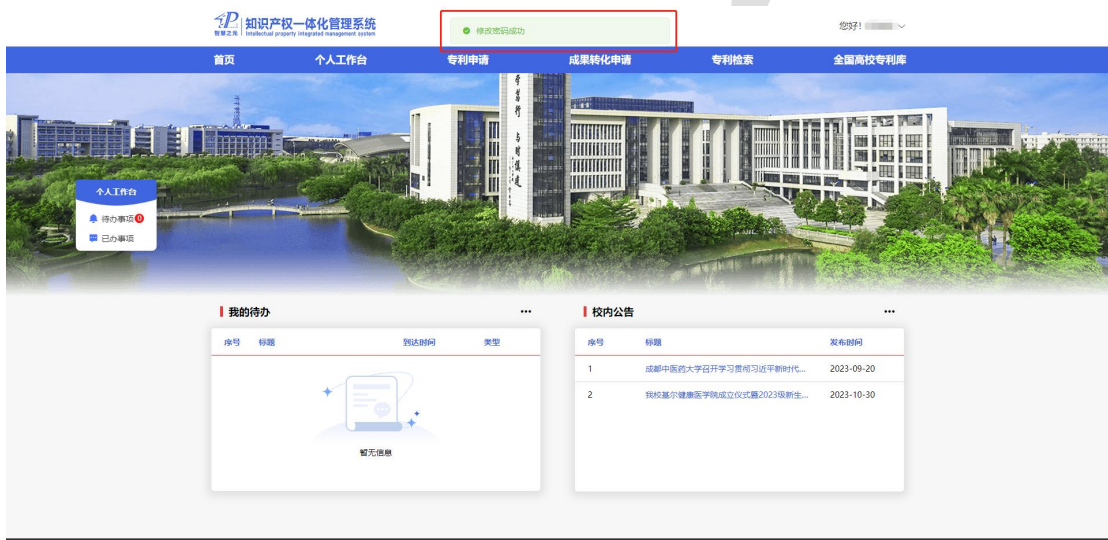 知识产权一体化管理系统
智慧之光 Intellectual property integrated management system
修改密码成功
您好!
首页 个人工作台 专利申请 成果转化申请 专利检索 全国高校专利库
个人工作台
待办事项 0
已办事项
我的待办
序号 标题 到达时间 类型
暂无信息
校内公告
序号 标题 发布时间
1 成都中医药大学召开学习贯彻习近平新时代... 2023-09-20
2 我校基尔健康医学院成立仪式暨2023级新生... 2023-10-30